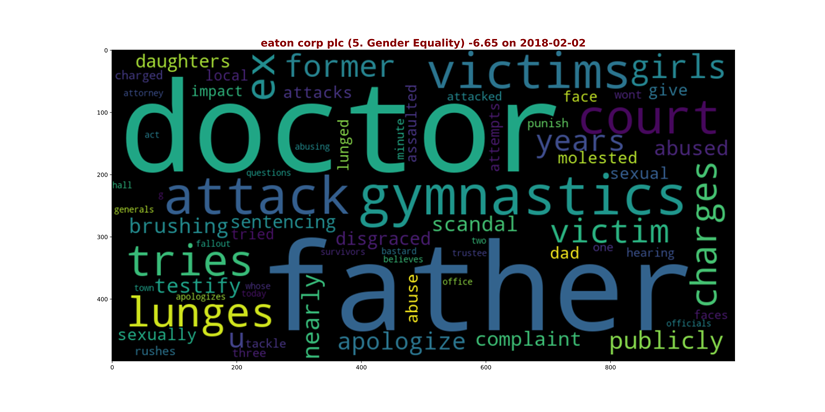 eaton corp plc (5. Gender Equality) -6.65 on 2018-02-02
0
daughters ex former victims girls
charged local
attorney impact attacks attacked face wont give
100
doctor court
act abusing lunged minute assaulted attempts punish years abused
molested
questions sexual
200
hall attack gymnastics charges
8
generals
brushing sentencing scandal victim
tried disgraced
300
fallout survivors bastard two one hearing
tries believes trustee dad
father
town testify whose office
apologizes today nearly abuse
400
lunges faces
officials
sexually u apologize complaint publicly
tackle
rushes three
0 200 400 600 800